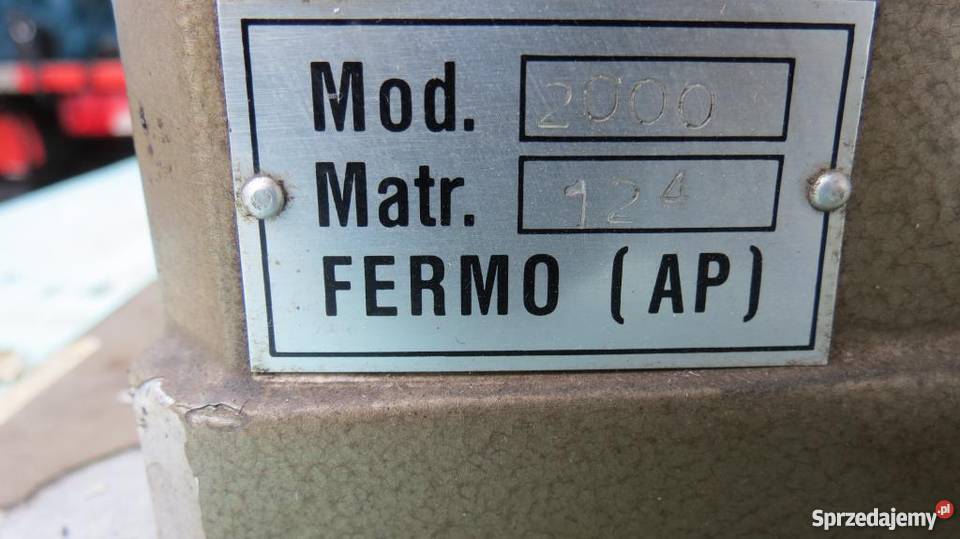 Mod. 2000
Matr. 124
FERMO (AP)
Sprzedajemy.pl